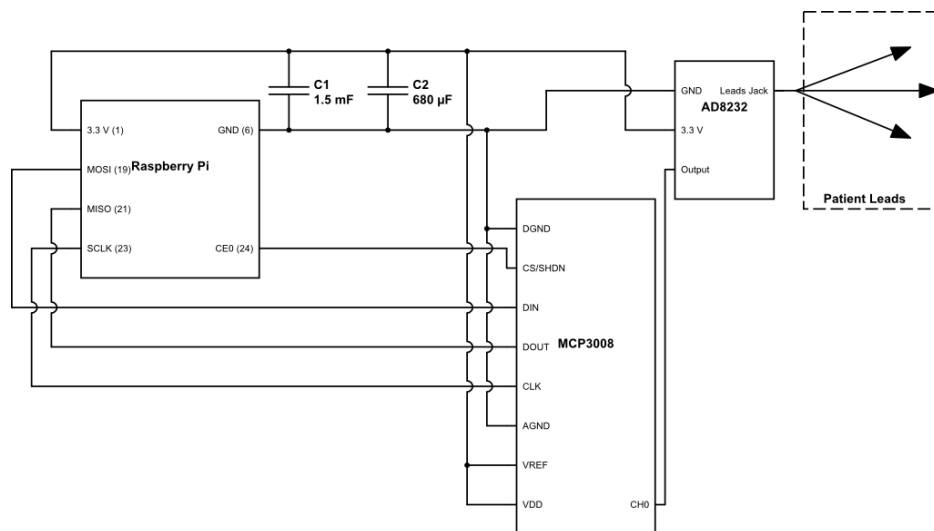 C1
1.5 mF
C2
680 µF
GND
Leads Jack
AD8232
3.3 V
Output
Patient Leads
3.3 V (1)
GND (6)
Raspberry Pi
MOSI (19)
MISO (21)
SCLK (23)
CE0 (24)
DGND
CS/SHDN
DIN
DOUT
MCP3008
CLK
AGND
VREF
VDD
CH0